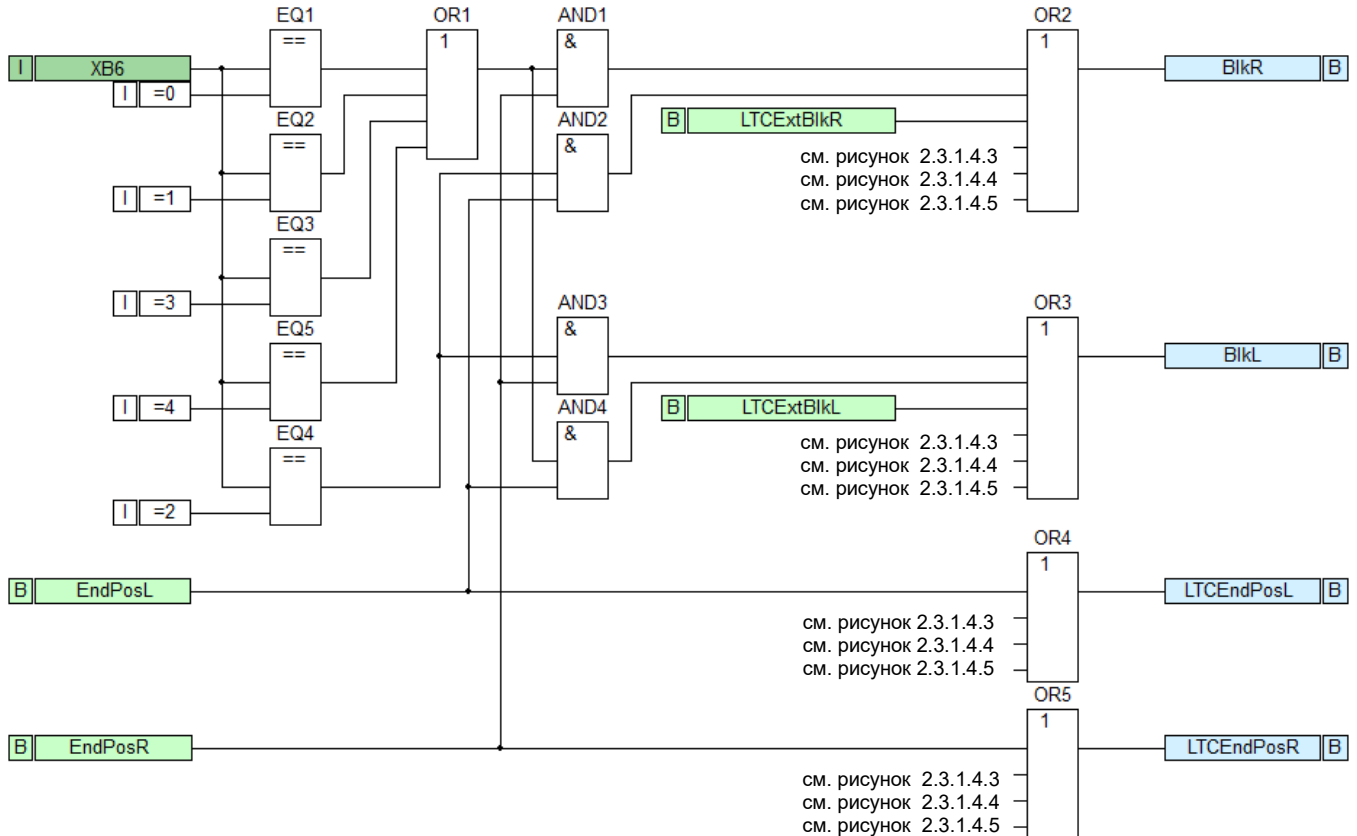 EQ1 OR1 AND1 OR2
== 1 & 1
I XB6 BlkR B
I =0
EQ2 AND2 B LTCExtBlkR
== &
см. рисунок 2.3.1.4.3
см. рисунок 2.3.1.4.4
I =1 см. рисунок 2.3.1.4.5
EQ3
==
I =3 AND3 OR3
EQ5 & 1
== BlkL B
I =4 AND4 B LTCExtBlkL
EQ4 &
== см. рисунок 2.3.1.4.3
см. рисунок 2.3.1.4.4
см. рисунок 2.3.1.4.5
I =2
OR4
1
B EndPosL LTCEndPosL B
см. рисунок 2.3.1.4.3
см. рисунок 2.3.1.4.4
см. рисунок 2.3.1.4.5
OR5
1
B EndPosR LTCEndPosR B
см. рисунок 2.3.1.4.3
см. рисунок 2.3.1.4.4
см. рисунок 2.3.1.4.5